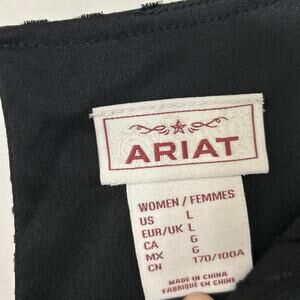 ARIAT
WOMEN / FEMMES
US L
EUR/UK L
CA G
MX G
CN 170/100A
MADE IN CHINA
FABRIQUÉ EN CHINE